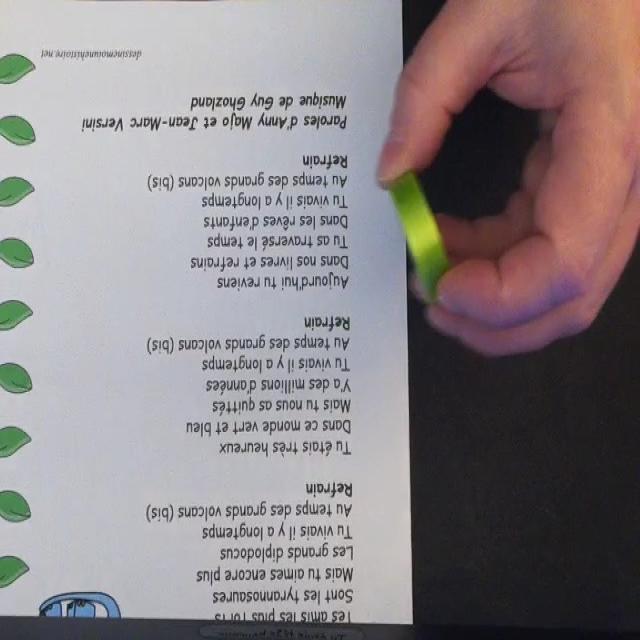 Tes amis les plus forts
Sont les tyrannosaures
Mais tu aimes encore plus
Les grands diplodocus
Tu vivais il y a longtemps
Au temps des grands volcans (bis)
Refrain
Tu étais très heureux
Dans ce monde vert et bleu
Mais tu nous as quittés
Y'a des millions d'années
Tu vivais il y a longtemps
Au temps des grands volcans (bis)
Refrain
Aujourd'hui tu reviens
Dans nos livres et refrains
Tu as traversé le temps
Dans les rêves d'enfants
Tu vivais il y a longtemps
Au temps des grands volcans (bis)
Refrain
Paroles d'Anny Majo et Jean-Marc Versini
Musique de Guy Ghozland
dessinemoiunehistoire.net